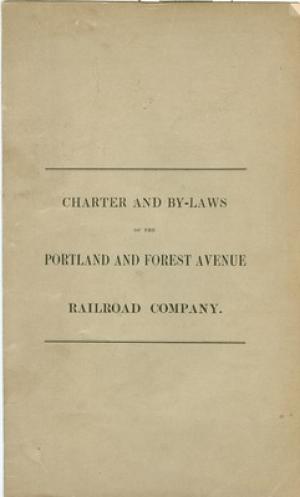 CHARTER AND BY-LAWS
OF THE
PORTLAND AND FOREST AVENUE
RAILROAD COMPANY.